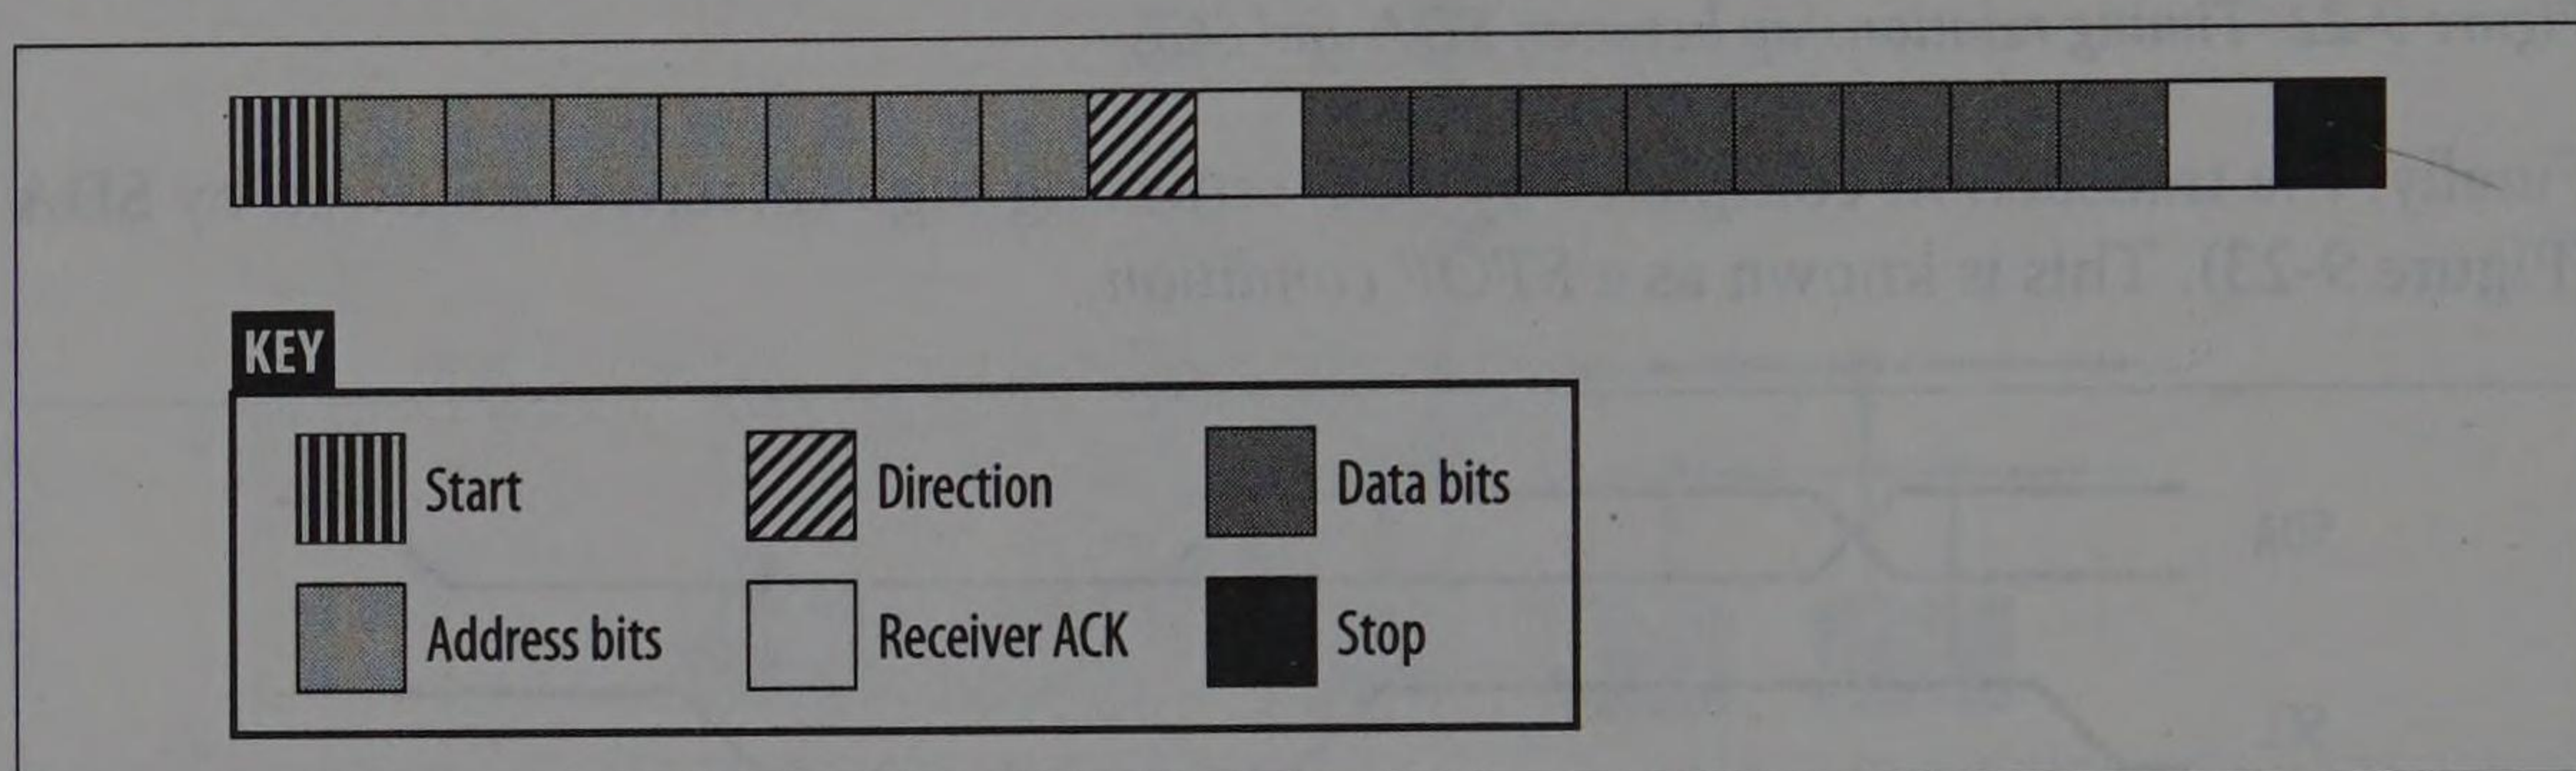 KEY
Start
Direction
Data bits
Address bits
Receiver ACK
Stop